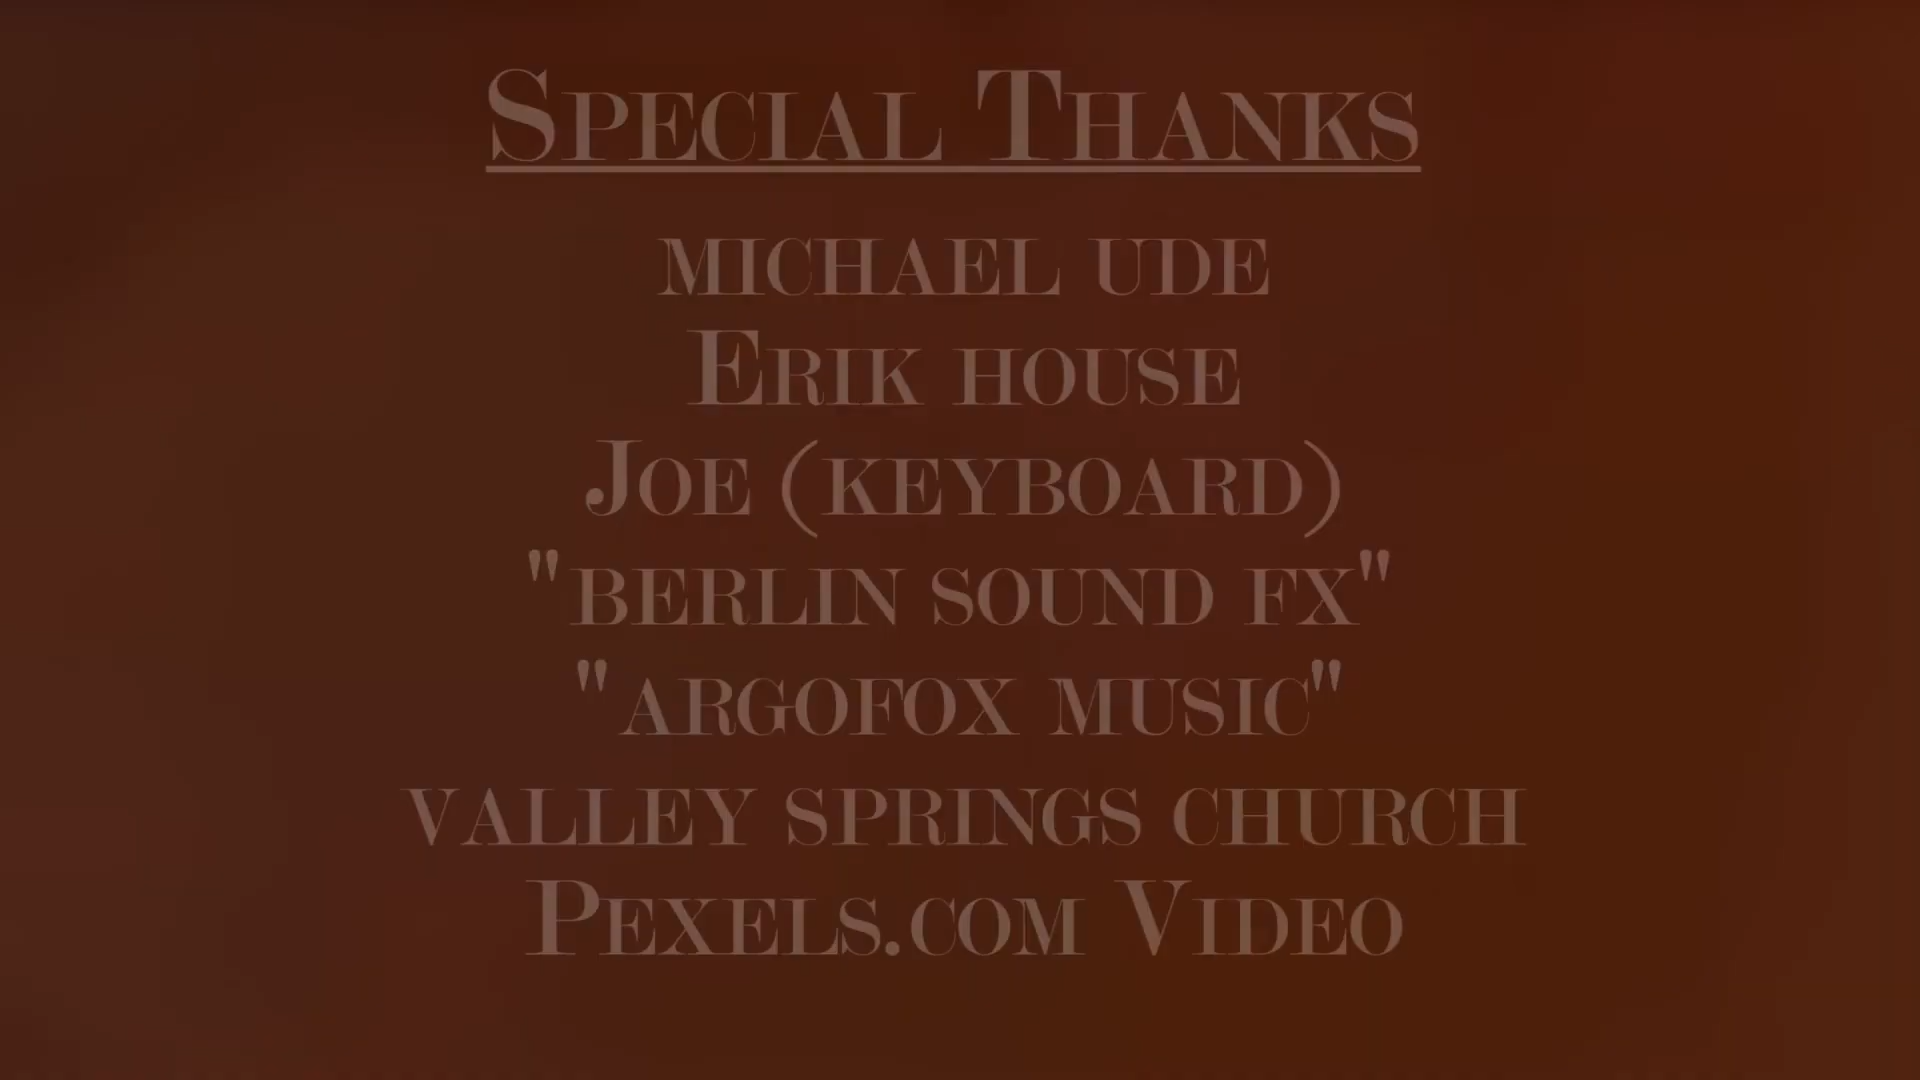 Special Thanks
michael ude
Erik house
Joe (keyboard)
"berlin sound fx"
"argofox music"
valley springs church
Pexels.com Video